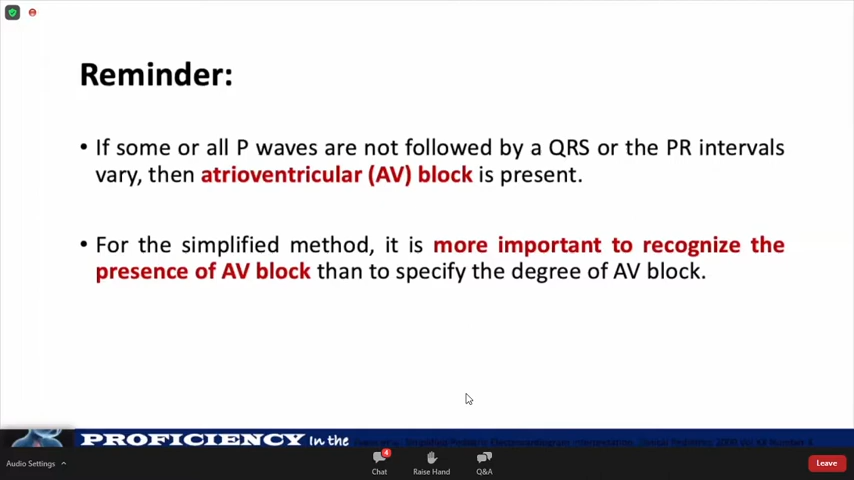 Reminder:
• If some or all P waves are not followed by a QRS or the PR intervals
vary, then atrioventricular (AV) block is present.
• For the simplified method, it is more important to recognize the
presence of AV block than to specify the degree of AV block.
PROFICIENCY In the
Audio Settings
4
Chat
Raise Hand
Q&A
Leave